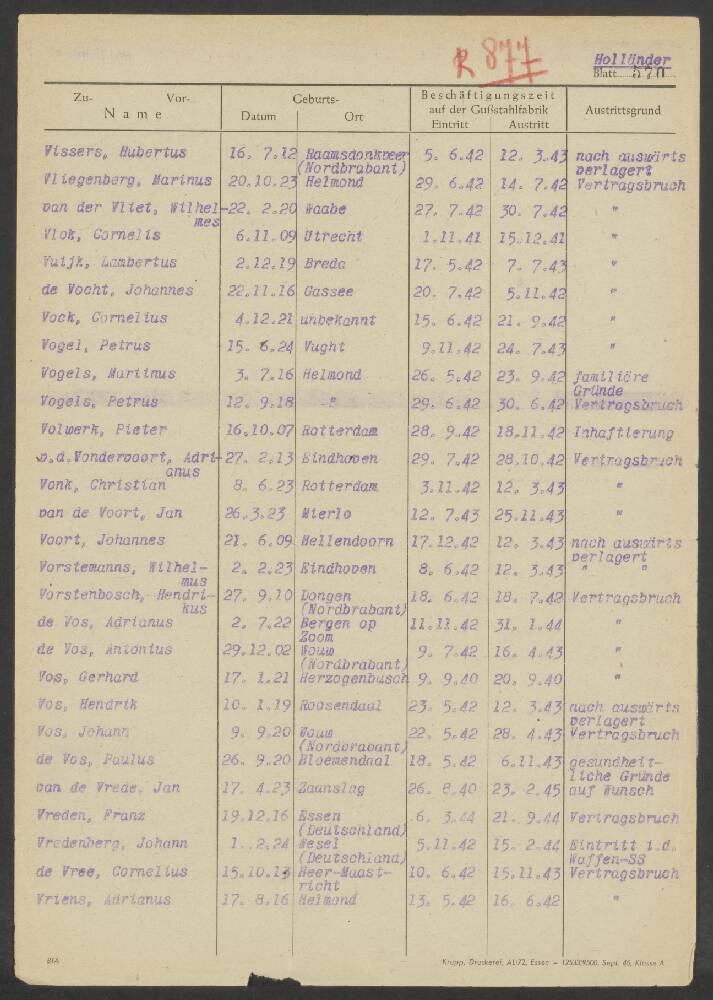 R 877
Holländer
Blatt 570
Zu- Vor-
Name
Geburts-
Datum Ort
Beschäftigungszeit
auf der Gußstahlfabrik
Eintritt Austritt
Austrittsgrund
Vissers, Hubertus 16. 7.12 Raamsdonkveer 5. 6.42 12. 3.43 nach auswärts
(Nordbrabant) verlagert
Vliegenberg, Marinus 20.10.23 Helmond 29. 6.42 14. 7.42 Vertragsbruch
van der Vliet, Wilhel- 22. 2.20 Waabe 27. 7.42 30. 7.42 "
mes
Vlok, Cornelis 6.11.09 Utrecht 1.11.41 15.12.41 "
Vuijk, Lambertus 2.12.19 Breda 17. 5.42 7. 7.43 "
de Vocht, Johannes 22.11.16 Gassee 20. 7.42 5.11.42 "
Vock, Cornelius 4.12.21 unbekannt 15. 6.42 21. 9.42 "
Vogel, Petrus 15. 6.24 Vught 9.11.42 24. 7.43 "
Vogels, Martinus 3. 7.16 Helmond 26. 5.42 23. 9.42 familiäre
Gründe
Vogels, Petrus 12. 9.18 " 29. 6.42 30. 6.42 Vertragsbruch
Volwerk, Pieter 16.10.07 Rotterdam 28. 9.42 18.11.42 Inhaftierung
v.d.Vondervoort, Adri- 27. 2.13 Eindhoven 29. 7.42 28.10.42 Vertragsbruch
anus
Vonk, Christian 8. 6.23 Rotterdam 3.11.42 12. 3.43 "
van de Voort, Jan 26.3.23 Mierlo 12. 7.43 25.11.43 "
Voort, Johannes 21. 6.09 Hellendoorn 17.12.42 12. 3.43 nach auswärts
verlagert
Vorstemanns, Wilhel- 2. 2.23 Eindhoven 8. 6.42 12. 3.43 " "
mus
Vorstenbosch, Hendri- 27. 9.10 Dongen 18. 6.42 18. 7.42 Vertragsbruch
kus (Nordbrabant)
de Vos, Adrianus 2. 7.22 Bergen op 11.11.42 31. 1.44 "
Zoom
de Vos, Antonius 29.12.02 Wouw 9. 7.42 16. 4.43 "
(Nordbrabant)
Vos, Gerhard 17. 1.21 Herzogenbusch 9. 9.40 20. 9.40 "
Vos, Hendrik 10. 1.19 Roosendaal 23. 5.42 12. 3.43 nach auswärts
verlagert
Vos, Johann 9. 9.20 Wouw 22. 5.42 28. 4.43 Vertragsbruch
(Nordbrabant)
de Vos, Paulus 26. 9.20 Bloemendaal 18. 5.42 6.11.43 gesundheit-
liche Gründe
van de Vrede, Jan 17. 4.23 Zaanslag 26. 8.40 23. 2.45 auf Wunsch
Vreden, Franz 19.12.16 Essen 6. 3.44 21. 9.44 Vertragsbruch
(Deutschland)
Vredenberg, Johann 1. 2.24 Wesel 5.11.42 15. 2.44 Eintritt i.d.
(Deutschland) Waffen-SS
de Vree, Cornelius 15.10.13 Heer-Maast- 10. 6.42 15.11.43 Vertragsbruch
richt
Vriens, Adrianus 17. 8.16 Helmond 13. 5.42 16. 6.42 "
Krupp, Druckerei, Essen Sept. 46, Klasse A